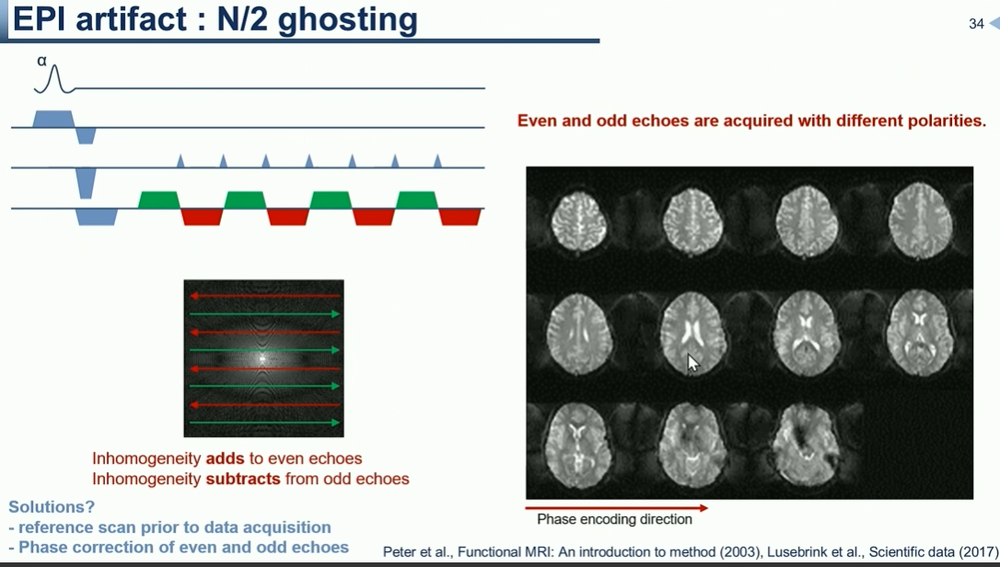 EPI artifact : N/2 ghosting
34
α
Even and odd echoes are acquired with different polarities.
Inhomogeneity adds to even echoes
Inhomogeneity subtracts from odd echoes
Solutions?
- reference scan prior to data acquisition
- Phase correction of even and odd echoes
Phase encoding direction
Peter et al., Functional MRI: An introduction to method (2003), Lusebrink et al., Scientific data (2017)